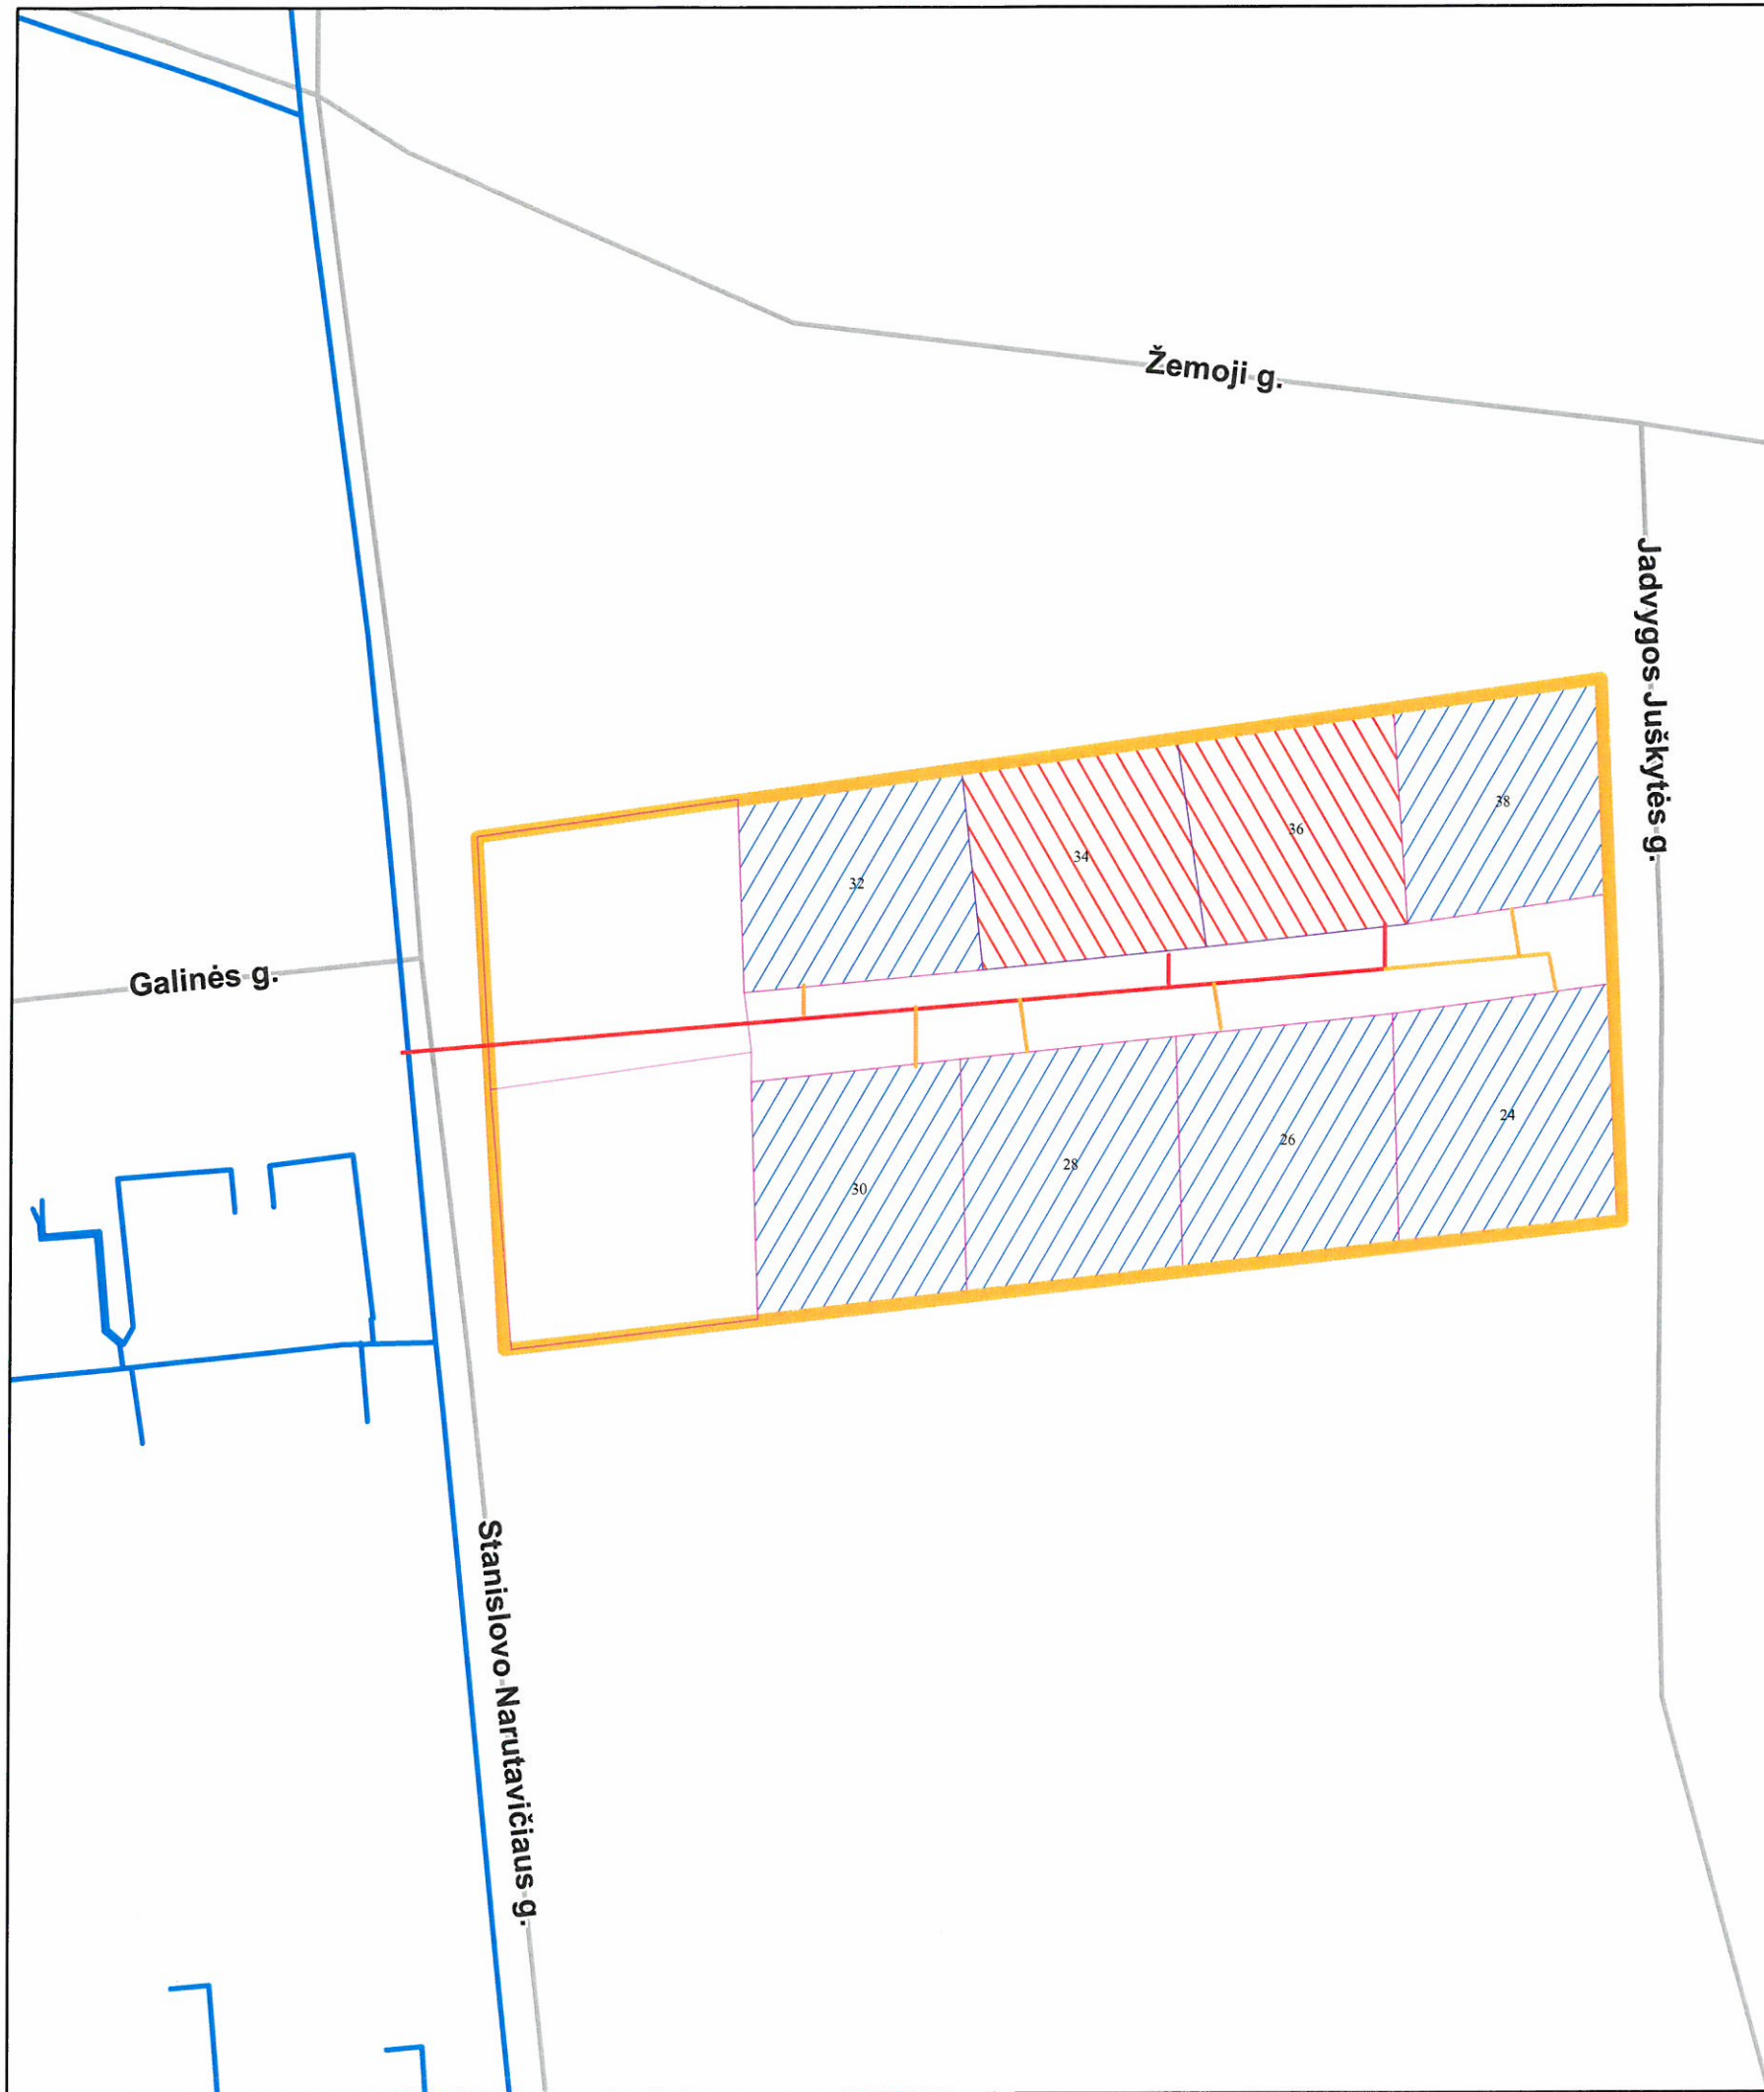 Žemoji g.
Jadvygos Juškytės g.
38
36
34
32
Galinės g.
24
26
28
30
Stanislovo Narutavičiaus g.